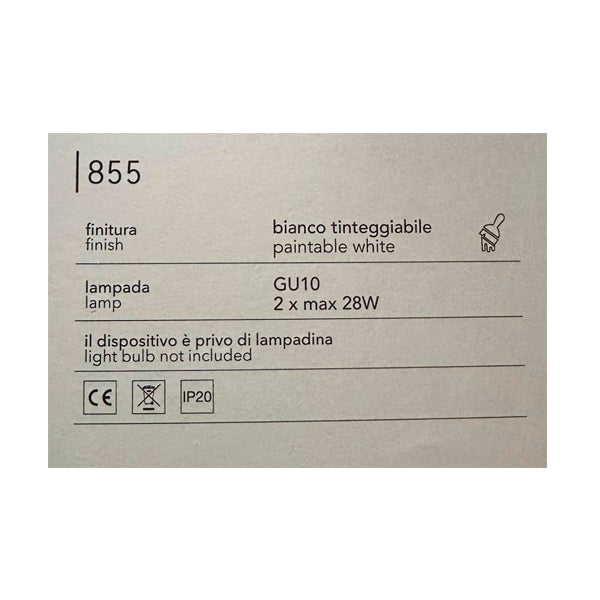 855
finitura bianco tinteggiabile
finish paintable white
lampada GU10
lamp 2 x max 28W
il dispositivo è privo di lampadina
light bulb not included
CE IP20